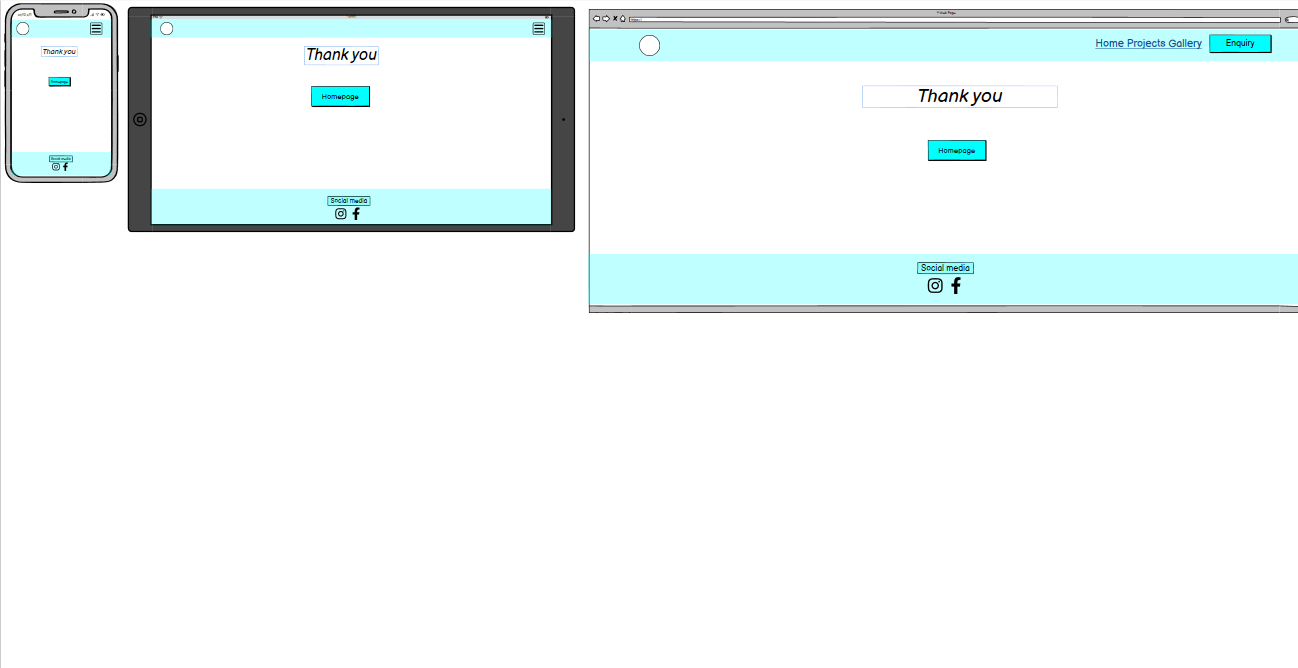 Thank you
Homepage
Social media
Thank you
Homepage
Social media
Home Projects Gallery
Enquiry
Thank you
Homepage
Social media